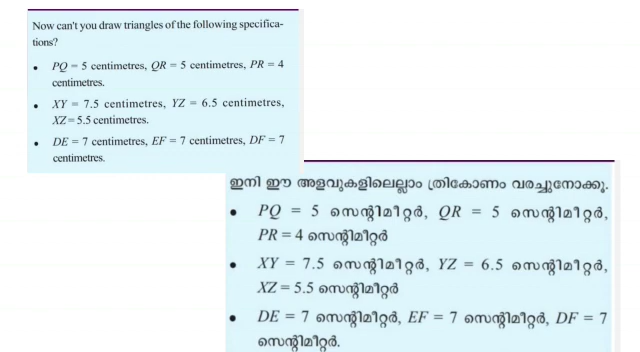 Now can't you draw triangles of the following specifica-
tions?
• PQ = 5 centimetres, QR = 5 centimetres, PR = 4
centimetres.
• XY = 7.5 centimetres, YZ = 6.5 centimetres,
XZ = 5.5 centimetres.
• DE = 7 centimetres, EF = 7 centimetres, DF = 7
centimetres.
ഇനി ഈ അളവുകളിലെല്ലാം ത്രികോണം വരച്ചുനോക്കൂ.
• PQ = 5 സെന്റിമീറ്റർ, QR = 5 സെന്റിമീറ്റർ,
PR = 4 സെന്റിമീറ്റർ
• XY = 7.5 സെന്റിമീറ്റർ, YZ = 6.5 സെന്റിമീറ്റർ,
XZ = 5.5 സെന്റിമീറ്റർ
• DE = 7 സെന്റിമീറ്റർ, EF = 7 സെന്റിമീറ്റർ, DF = 7
സെന്റിമീറ്റർ.